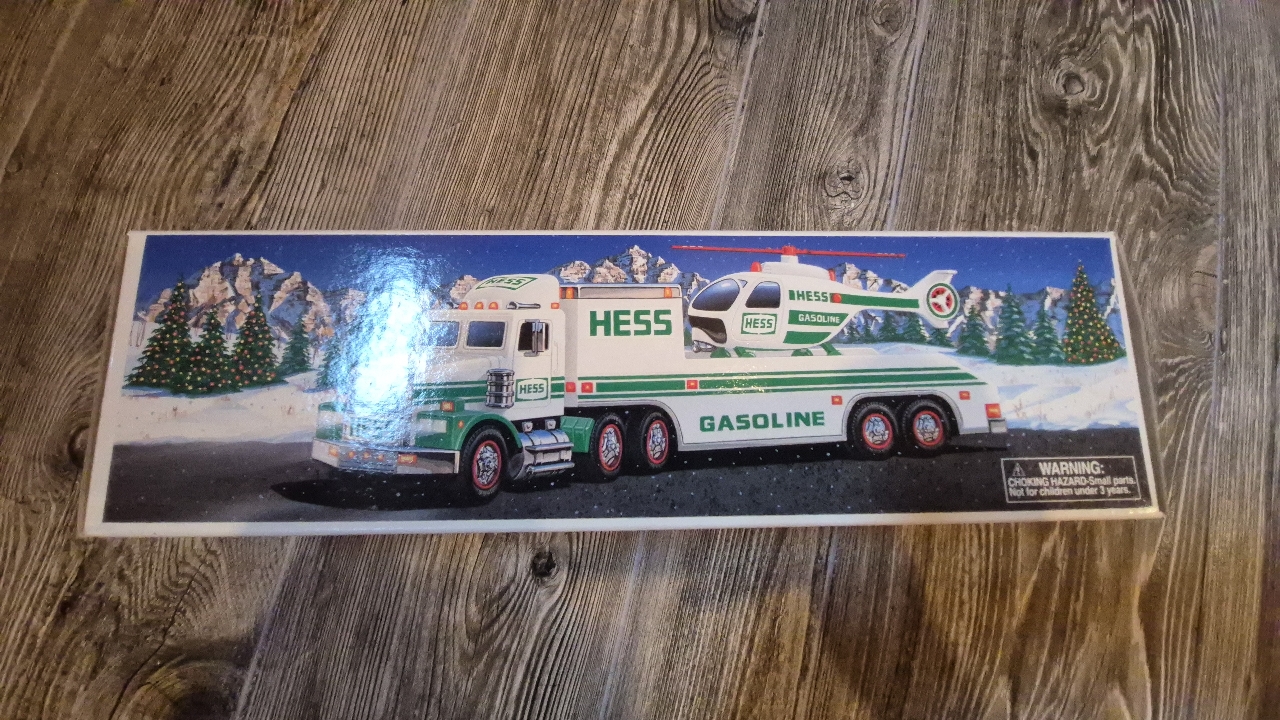 HESS
HESS
HESS
GASOLINE
HESS
HESS
GASOLINE
WARNING:
CHOKING HAZARD-Small parts.
Not for children under 3 years.